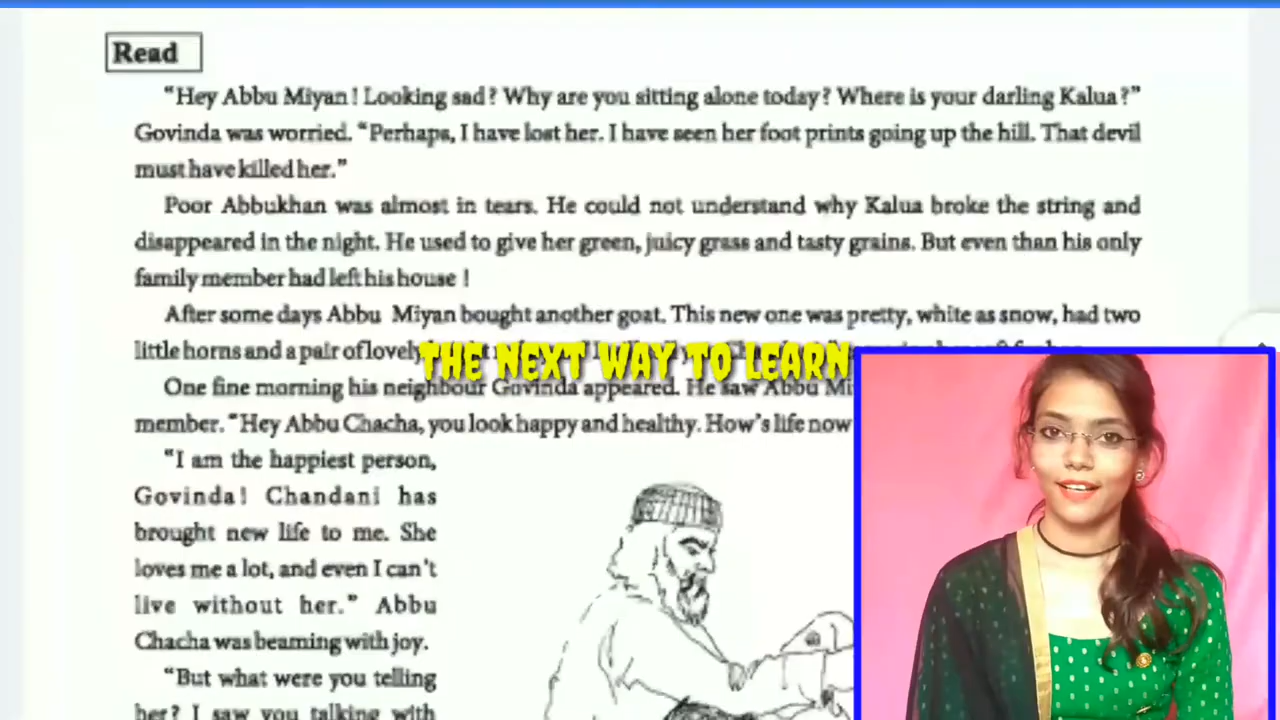 Read
“Hey Abbu Miyan! Looking sad? Why are you sitting alone today? Where is your darling Kalua?”
Govinda was worried. “Perhaps, I have lost her. I have seen her foot prints going up the hill. That devil
must have killed her.”
Poor Abbukhan was almost in tears. He could not understand why Kalua broke the string and
disappeared in the night. He used to give her green, juicy grass and tasty grains. But even than his only
family member had left his house !
After some days Abbu Miyan bought another goat. This new one was pretty, white as snow, had two
little horns and a pair of lovely
THE NEXT WAY TO LEARN
One fine morning his neighbour Govinda appeared. He saw Abbu
member. “Hey Abbu Chacha, you look happy and healthy. How’s life now
“I am the happiest person,
Govinda! Chandani has
brought new life to me. She
loves me a lot, and even I can’t
live without her.” Abbu
Chacha was beaming with joy.
“But what were you telling
her? I saw you talking with